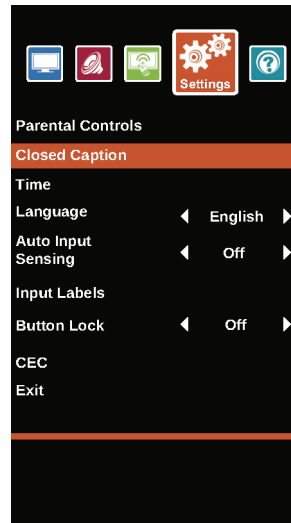 Settings
?
Parental Controls
Closed Caption
Time
Language English
Auto Input
Sensing Off
Input Labels
Button Lock Off
CEC
Exit